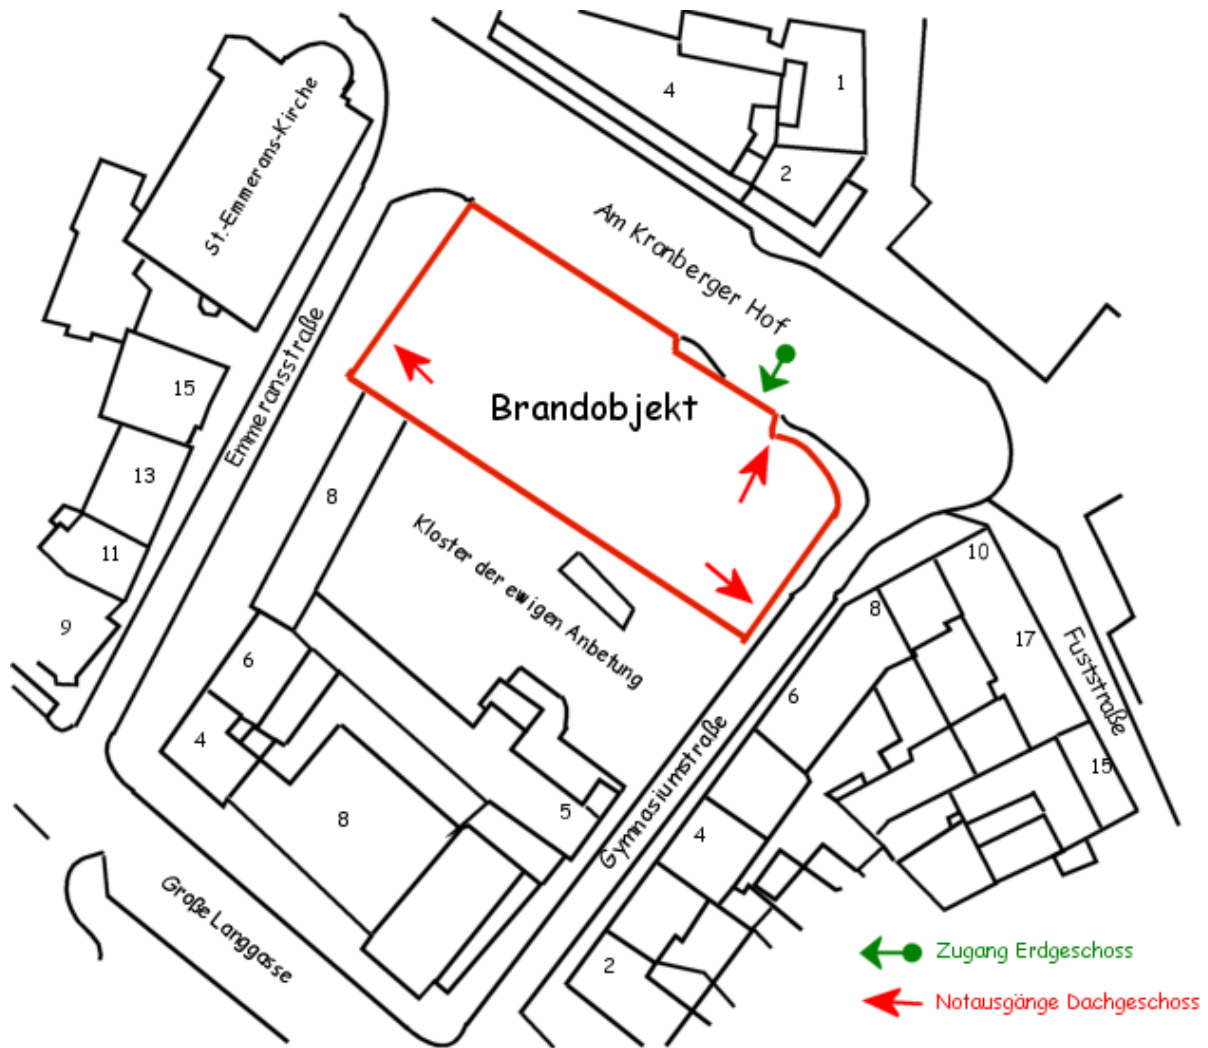 St.-Emmerans-Kirche
4
1
2
Am Kronberger Hof
15
Emmeransstraße
Brandobjekt
13
8
11
Kloster der ewigen Anbetung
10
8
9
17
Fuststraße
6
6
4
15
5
8
Gymnasiumstraße
4
Große Langgasse
2
Zugang Erdgeschoss
Notausgänge Dachgeschoss